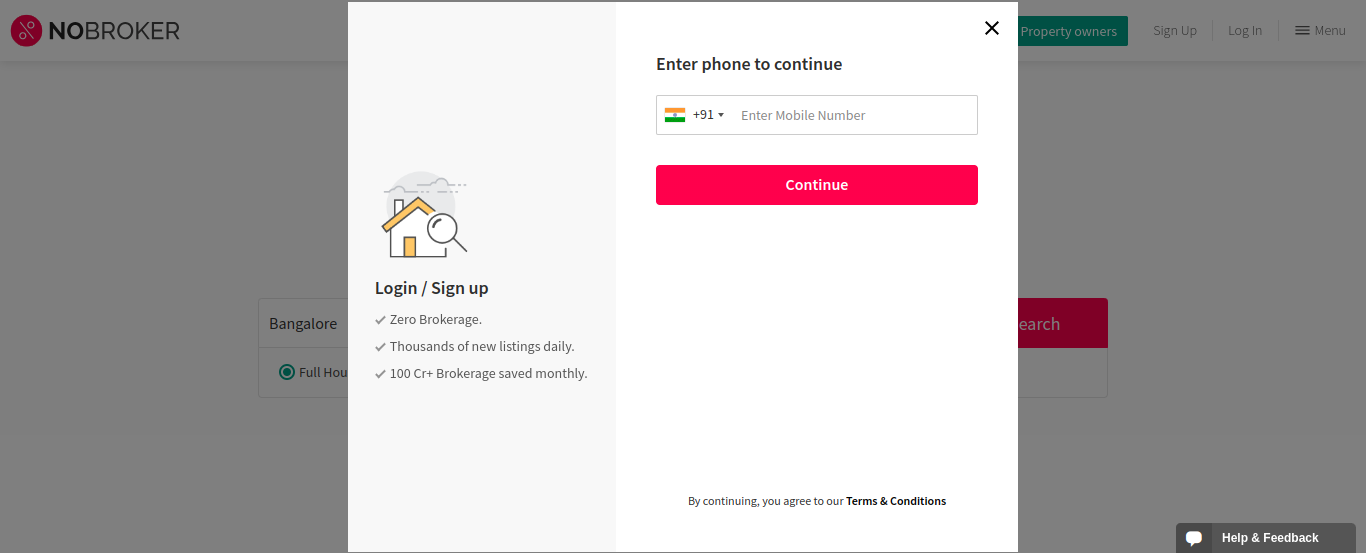 NOBROKER
Property owners
Sign Up
Log In
Menu
Enter phone to continue
+91
Enter Mobile Number
Continue
Login / Sign up
Zero Brokerage.
Thousands of new listings daily.
100 Cr+ Brokerage saved monthly.
Bangalore
earch
Full Hou
By continuing, you agree to our Terms & Conditions
Help & Feedback